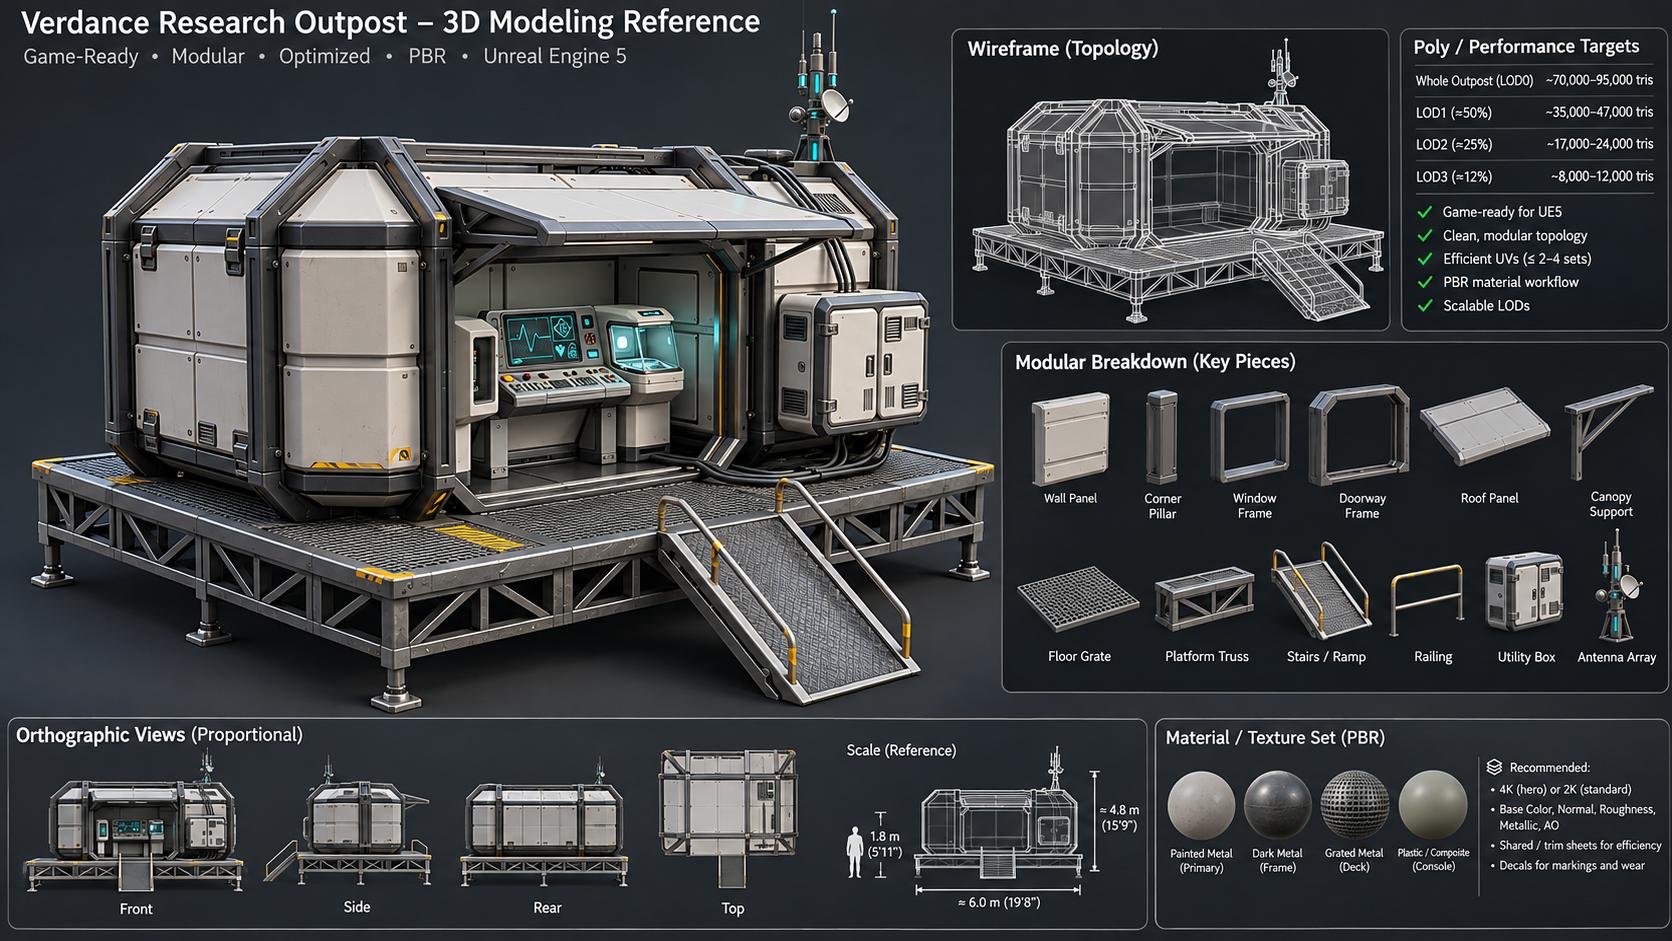 Verdance Research Outpost – 3D Modeling Reference
Game-Ready • Modular • Optimized • PBR • Unreal Engine 5
Wireframe (Topology)
Poly / Performance Targets
Whole Outpost (LOD0) ~70,000–95,000 tris
LOD1 (≈50%) ~35,000–47,000 tris
LOD2 (≈25%) ~17,000–24,000 tris
LOD3 (≈12%) ~8,000–12,000 tris
Game-ready for UE5
Clean, modular topology
Efficient UVs (≤ 2–4 sets)
PBR material workflow
Scalable LODs
Modular Breakdown (Key Pieces)
Wall Panel
Corner
Pillar
Window
Frame
Doorway
Frame
Roof Panel
Canopy
Support
Floor Grate
Platform Truss
Stairs / Ramp
Railing
Utility Box
Antenna Array
Orthographic Views (Proportional)
Front
Side
Rear
Top
Scale (Reference)
1.8 m
(5'11")
≈ 4.8 m
(15'9")
≈ 6.0 m (19'8")
Material / Texture Set (PBR)
Painted Metal
(Primary)
Dark Metal
(Frame)
Grated Metal
(Deck)
Plastic / Composite
(Console)
Recommended:
• 4K (hero) or 2K (standard)
• Base Color, Normal, Roughness,
Metallic, AO
• Shared / trim sheets for efficiency
• Decals for markings and wear